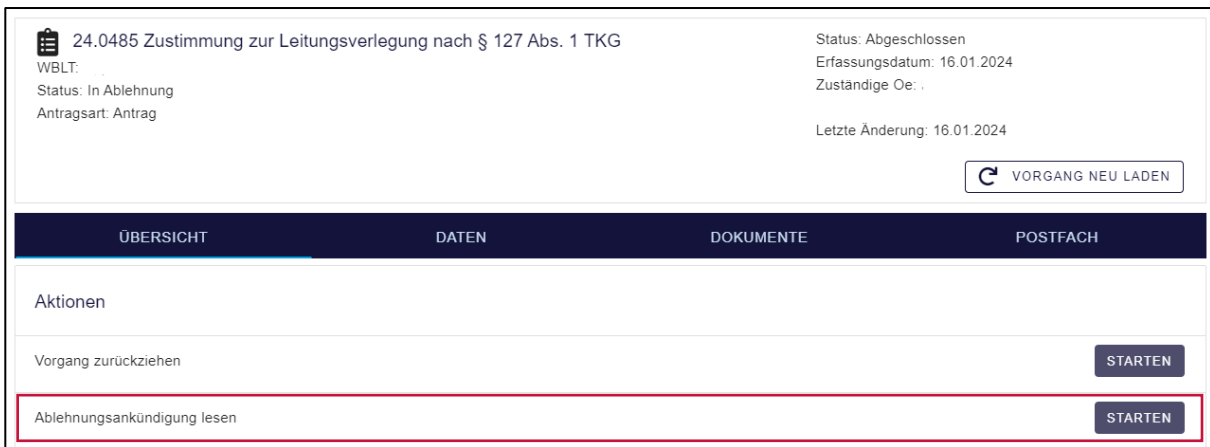 24.0485 Zustimmung zur Leitungsverlegung nach § 127 Abs. 1 TKG
WBLT:
Status: In Ablehnung
Antragsart: Antrag
Status: Abgeschlossen
Erfassungsdatum: 16.01.2024
Zuständige Oe:
Letzte Änderung: 16.01.2024
VORGANG NEU LADEN
ÜBERSICHT DATEN DOKUMENTE POSTFACH
Aktionen
Vorgang zurückziehen STARTEN
Ablehnungsankündigung lesen STARTEN